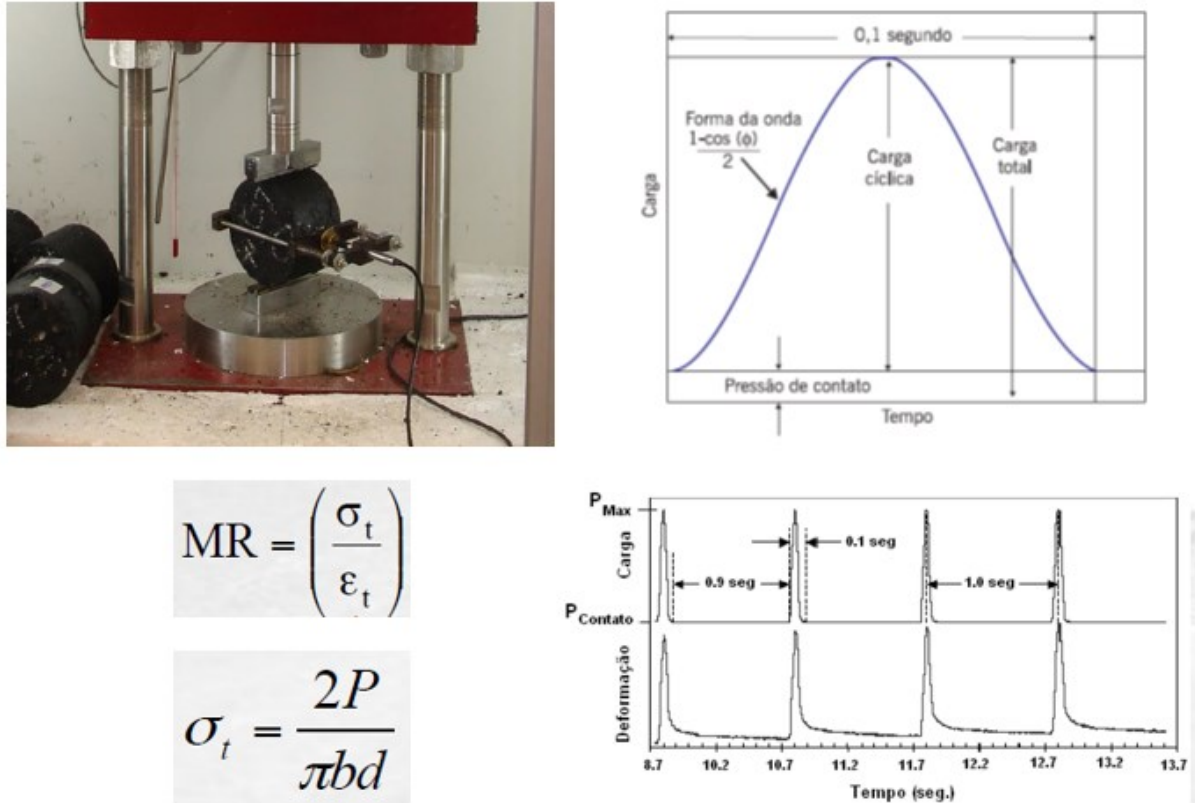 0,1 segundo
Forma da onda
1-cos (ϕ)
2
Carga
cíclica
Carga
total
Carga
Pressão de contato
Tempo
MR = (σt / εt)
σt = 2P / πbd
P Max
Carga
0.1 seg
0.9 seg
1.0 seg
P Contato
Deformação
8.7 10.2 10.7 11.2 11.7 12.2 12.7 13.2 13.7
Tempo (seg.)